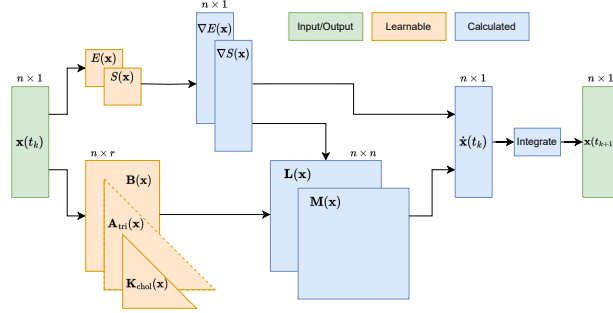 n × 1
∇E(x)
∇S(x)
Input/Output
Learnable
Calculated
n × 1
E(x)
S(x)
n × 1
n × 1
x(t_k)
ẋ(t_k)
Integrate
x(t_{k+1}
n × r
n × n
B(x)
L(x)
A_tri(x)
M(x)
K_chol(x)